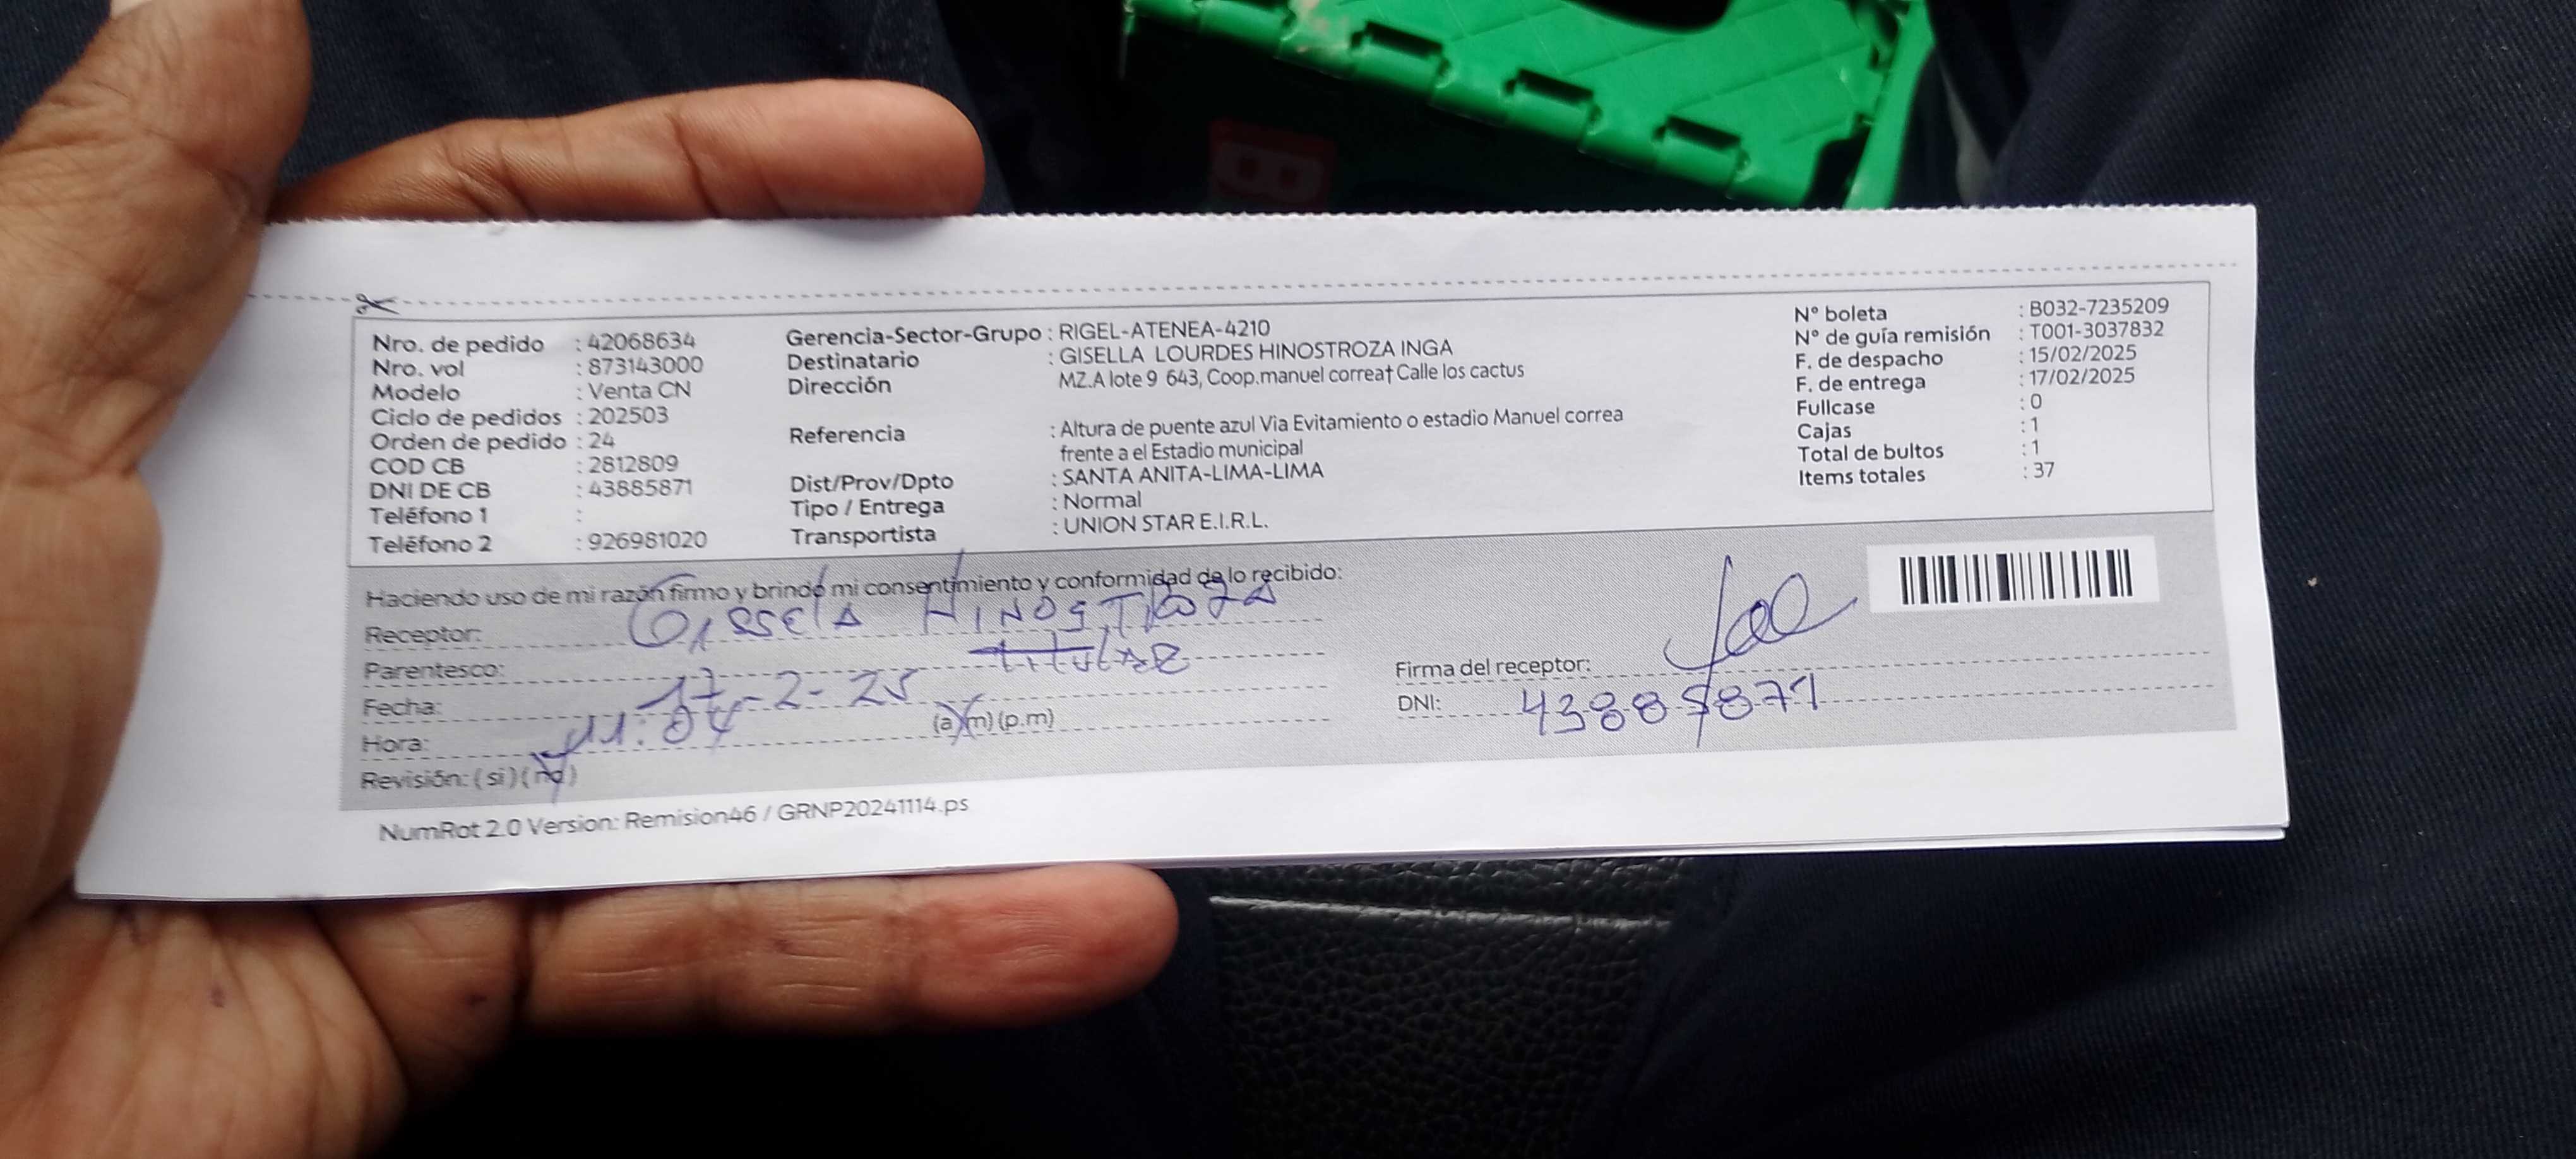 Nro. de pedido : 42068634
Nro. vol : 873143000
Modelo : Venta CN
Ciclo de pedidos : 202503
Orden de pedido : 24
COD CB : 2812809
DNI DE CB : 43885871
Teléfono 1 :
Teléfono 2 : 926981020
Gerencia-Sector-Grupo : RIGEL-ATENEA-4210
Destinatario : GISELLA LOURDES HINOSTROZA INGA
Dirección MZ.A lote 9 643, Coop.manuel correa† Calle los cactus
Referencia : Altura de puente azul Via Evitamiento o estadio Manuel correa
frente a el Estadio municipal
Dist/Prov/Dpto : SANTA ANITA-LIMA-LIMA
Tipo / Entrega : Normal
Transportista : UNION STAR E.I.R.L.
N° boleta : B032-7235209
N° de guía remisión : T001-3037832
F. de despacho : 15/02/2025
F. de entrega : 17/02/2025
Fullcase : 0
Cajas : 1
Total de bultos : 1
Items totales : 37
Haciendo uso de mi razón firmo y brindo mi consentimiento y conformidad de lo recibido:
Receptor: Gissela Hinostroza
Parentesco: titular
Fecha: 17-2-25
Hora: 11:04 (a.m) (p.m)
Revisión: (si) (no)
Firma del receptor:
DNI: 43885871
NumRot 2.0 Version: Remision46 / GRNP20241114.ps